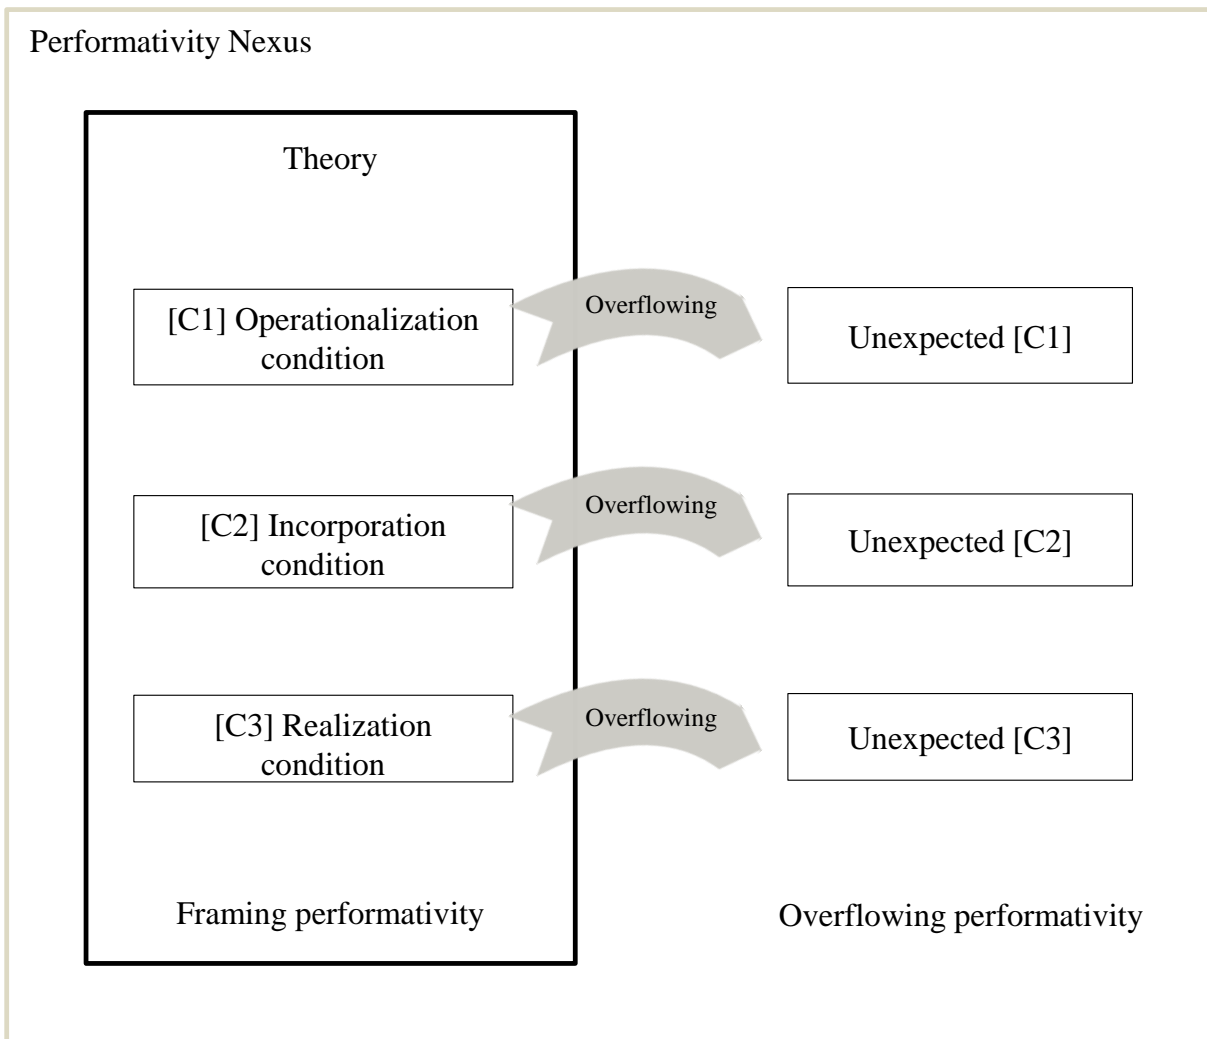 Performativity Nexus
Theory
[C1] Operationalization
condition
Overflowing
Unexpected [C1]
[C2] Incorporation
condition
Overflowing
Unexpected [C2]
[C3] Realization
condition
Overflowing
Unexpected [C3]
Framing performativity
Overflowing performativity